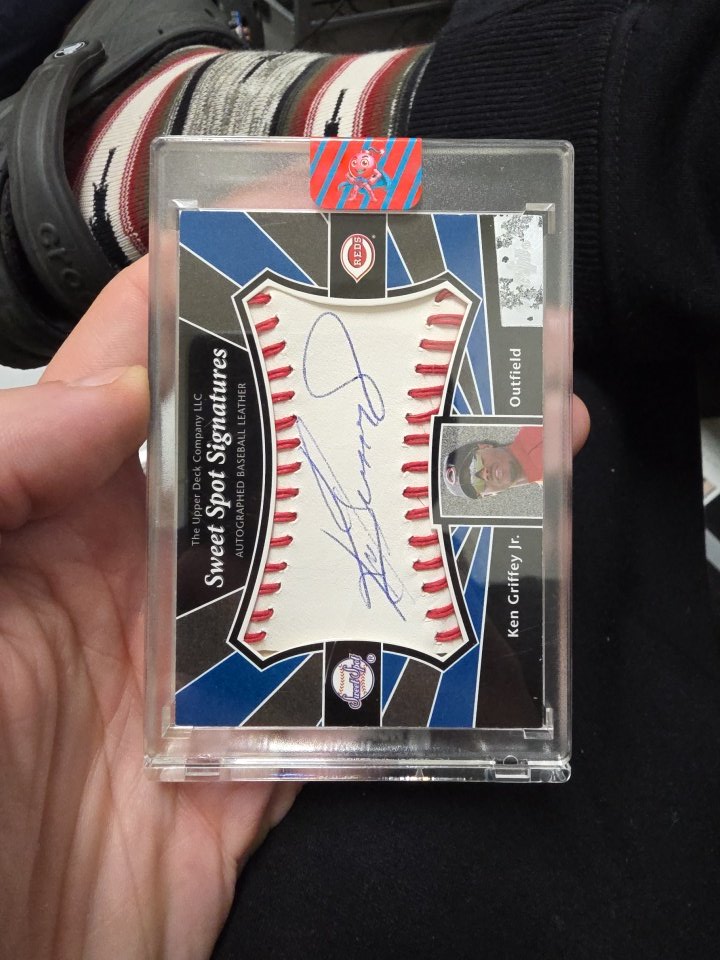 The Upper Deck Company LLC
Sweet Spot Signatures
AUTOGRAPHED BASEBALL LEATHER
Sweet Spot
®
REDS
Ken Griffey Jr.
Outfield